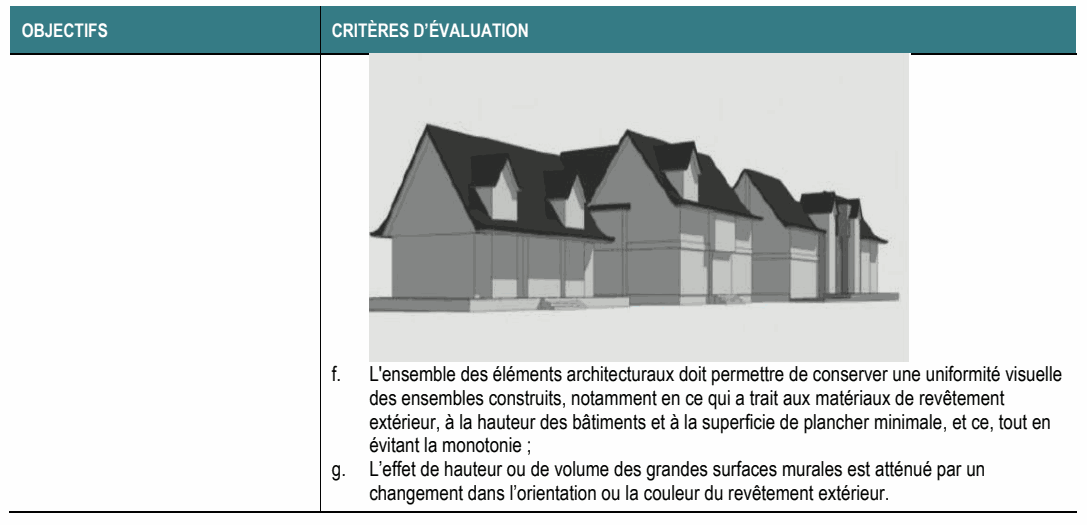 OBJECTIFS CRITÈRES D’ÉVALUATION
f. L'ensemble des éléments architecturaux doit permettre de conserver une uniformité visuelle
des ensembles construits, notamment en ce qui a trait aux matériaux de revêtement
extérieur, à la hauteur des bâtiments et à la superficie de plancher minimale, et ce, tout en
évitant la monotonie ;
g. L’effet de hauteur ou de volume des grandes surfaces murales est atténué par un
changement dans l’orientation ou la couleur du revêtement extérieur.